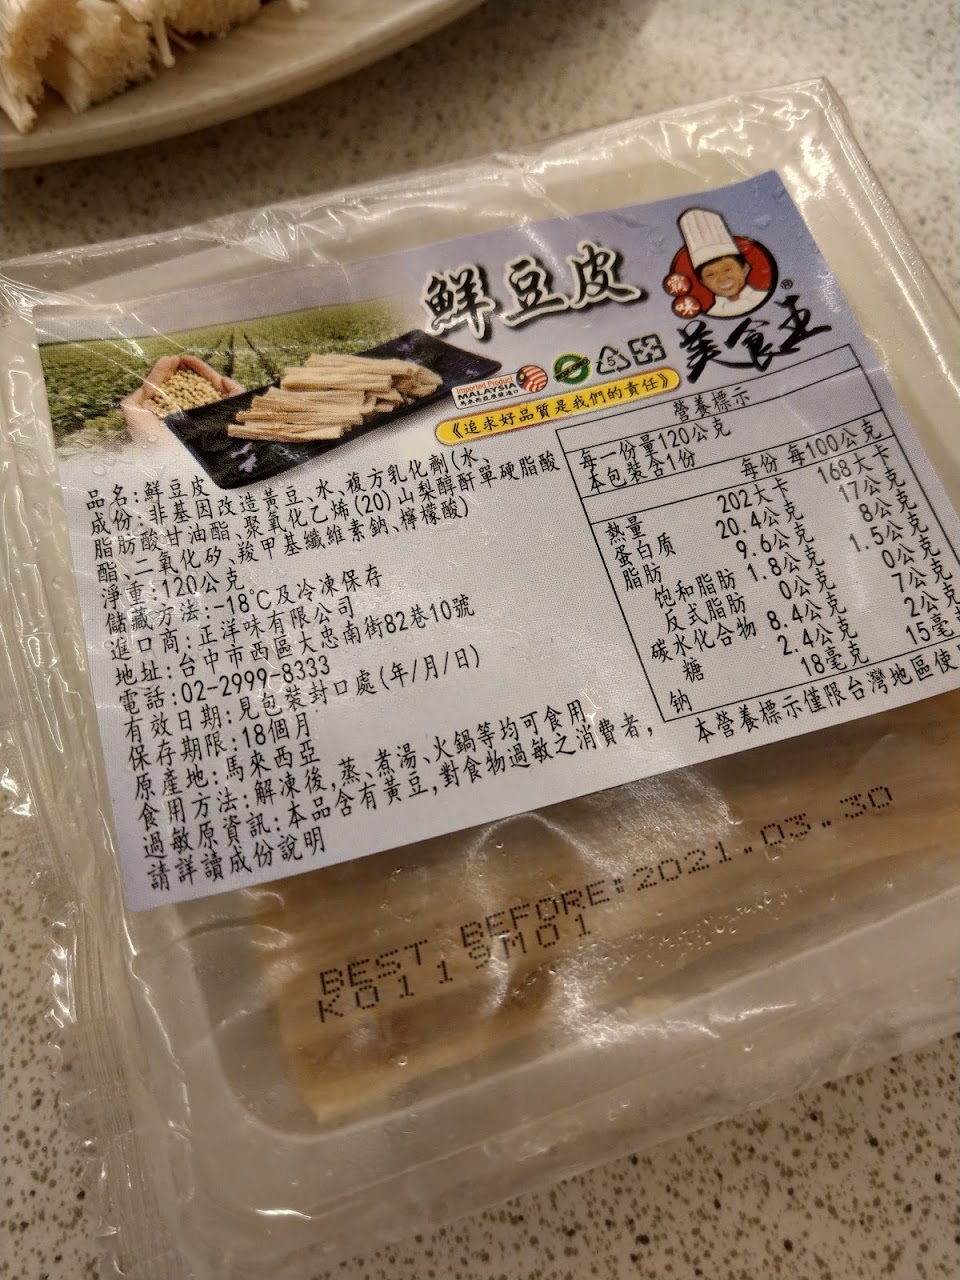 鮮豆皮
霸味
美食王
®
Imported Product
MALAYSIA
馬來西亞原裝進口
5
《追求好品質是我們的責任》
品名:鮮豆皮
成份:非基因改造黃豆、水、複方乳化劑(水、
脂肪酸甘油酯、聚氧化乙烯(20)山梨醇酐單硬脂酸
酯、二氧化矽、羧甲基纖維素鈉、檸檬酸)
淨重:120公克
儲藏方法:-18℃及冷凍保存
進口商:正洋味有限公司
地址:台中市西區大忠南街82巷10號
電話:02-2999-8333
有效日期:見包裝封口處(年/月/日)
保存期限:18個月
原產地:馬來西亞
食用方法:解凍後,蒸、煮湯、火鍋等均可食用
過敏原資訊:本品含有黃豆,對食物過敏之消費者,
請詳讀成份說明
營養標示
每一份量120公克
本包裝含1份
每份 每100公克
熱量 202大卡 168大卡
蛋白質 20.4公克 17公克
脂肪 9.6公克 8公克
飽和脂肪 1.8公克 1.5公克
反式脂肪 0公克 0公克
碳水化合物 8.4公克 7公克
糖 2.4公克 2公克
鈉 18毫克 15毫
本營養標示僅限台灣地區使
BEST BEFORE:2021.03.30
K0119M01